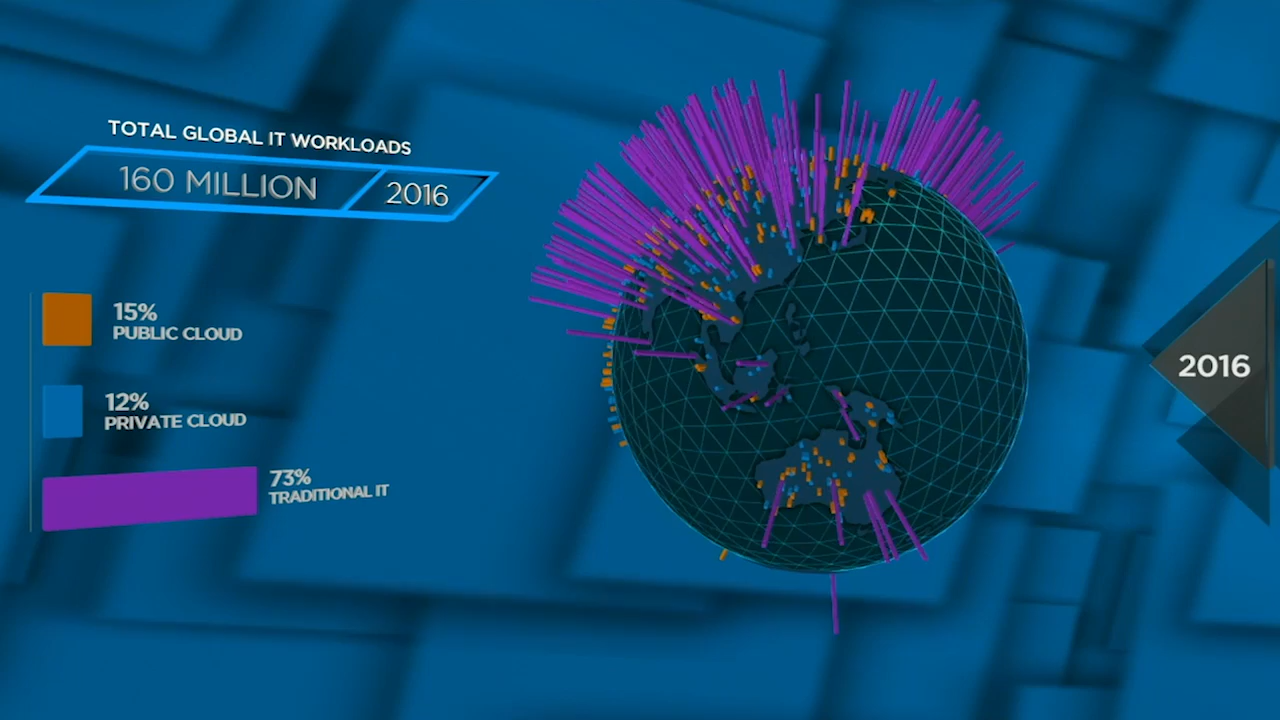 TOTAL GLOBAL IT WORKLOADS
160 MILLION 2016
15%
PUBLIC CLOUD
12%
PRIVATE CLOUD
73%
TRADITIONAL IT
2016